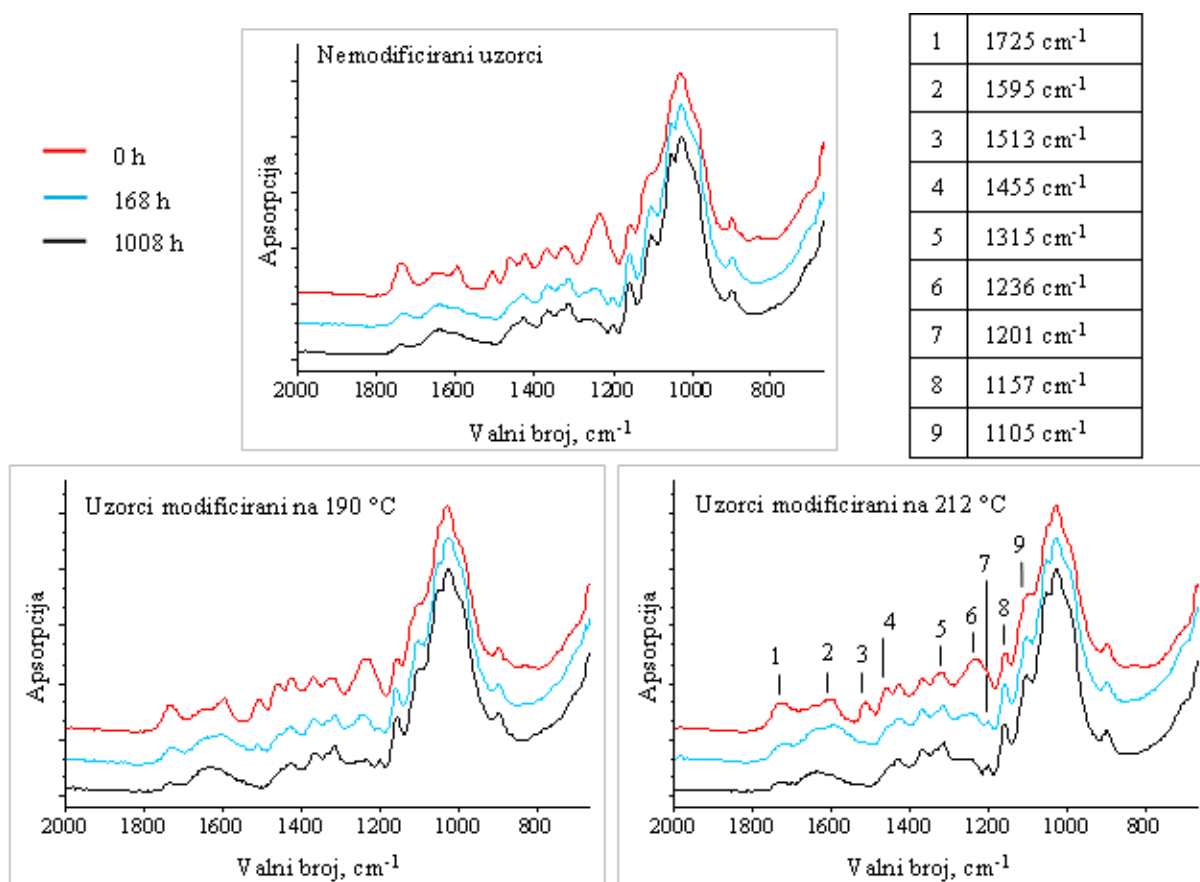 0 h
168 h
1008 h
Nemodificirani uzorci
Apsorpcija
2000 1800 1600 1400 1200 1000 800
Valni broj, cm⁻¹
1 1725 cm⁻¹
2 1595 cm⁻¹
3 1513 cm⁻¹
4 1455 cm⁻¹
5 1315 cm⁻¹
6 1236 cm⁻¹
7 1201 cm⁻¹
8 1157 cm⁻¹
9 1105 cm⁻¹
Uzorci modificirani na 190 °C
Apsorpcija
2000 1800 1600 1400 1200 1000 800
Valni broj, cm⁻¹
Uzorci modificirani na 212 °C
Apsorpcija
1 2 3 4 5 6 7 8 9
2000 1800 1600 1400 1200 1000 800
Valni broj, cm⁻¹